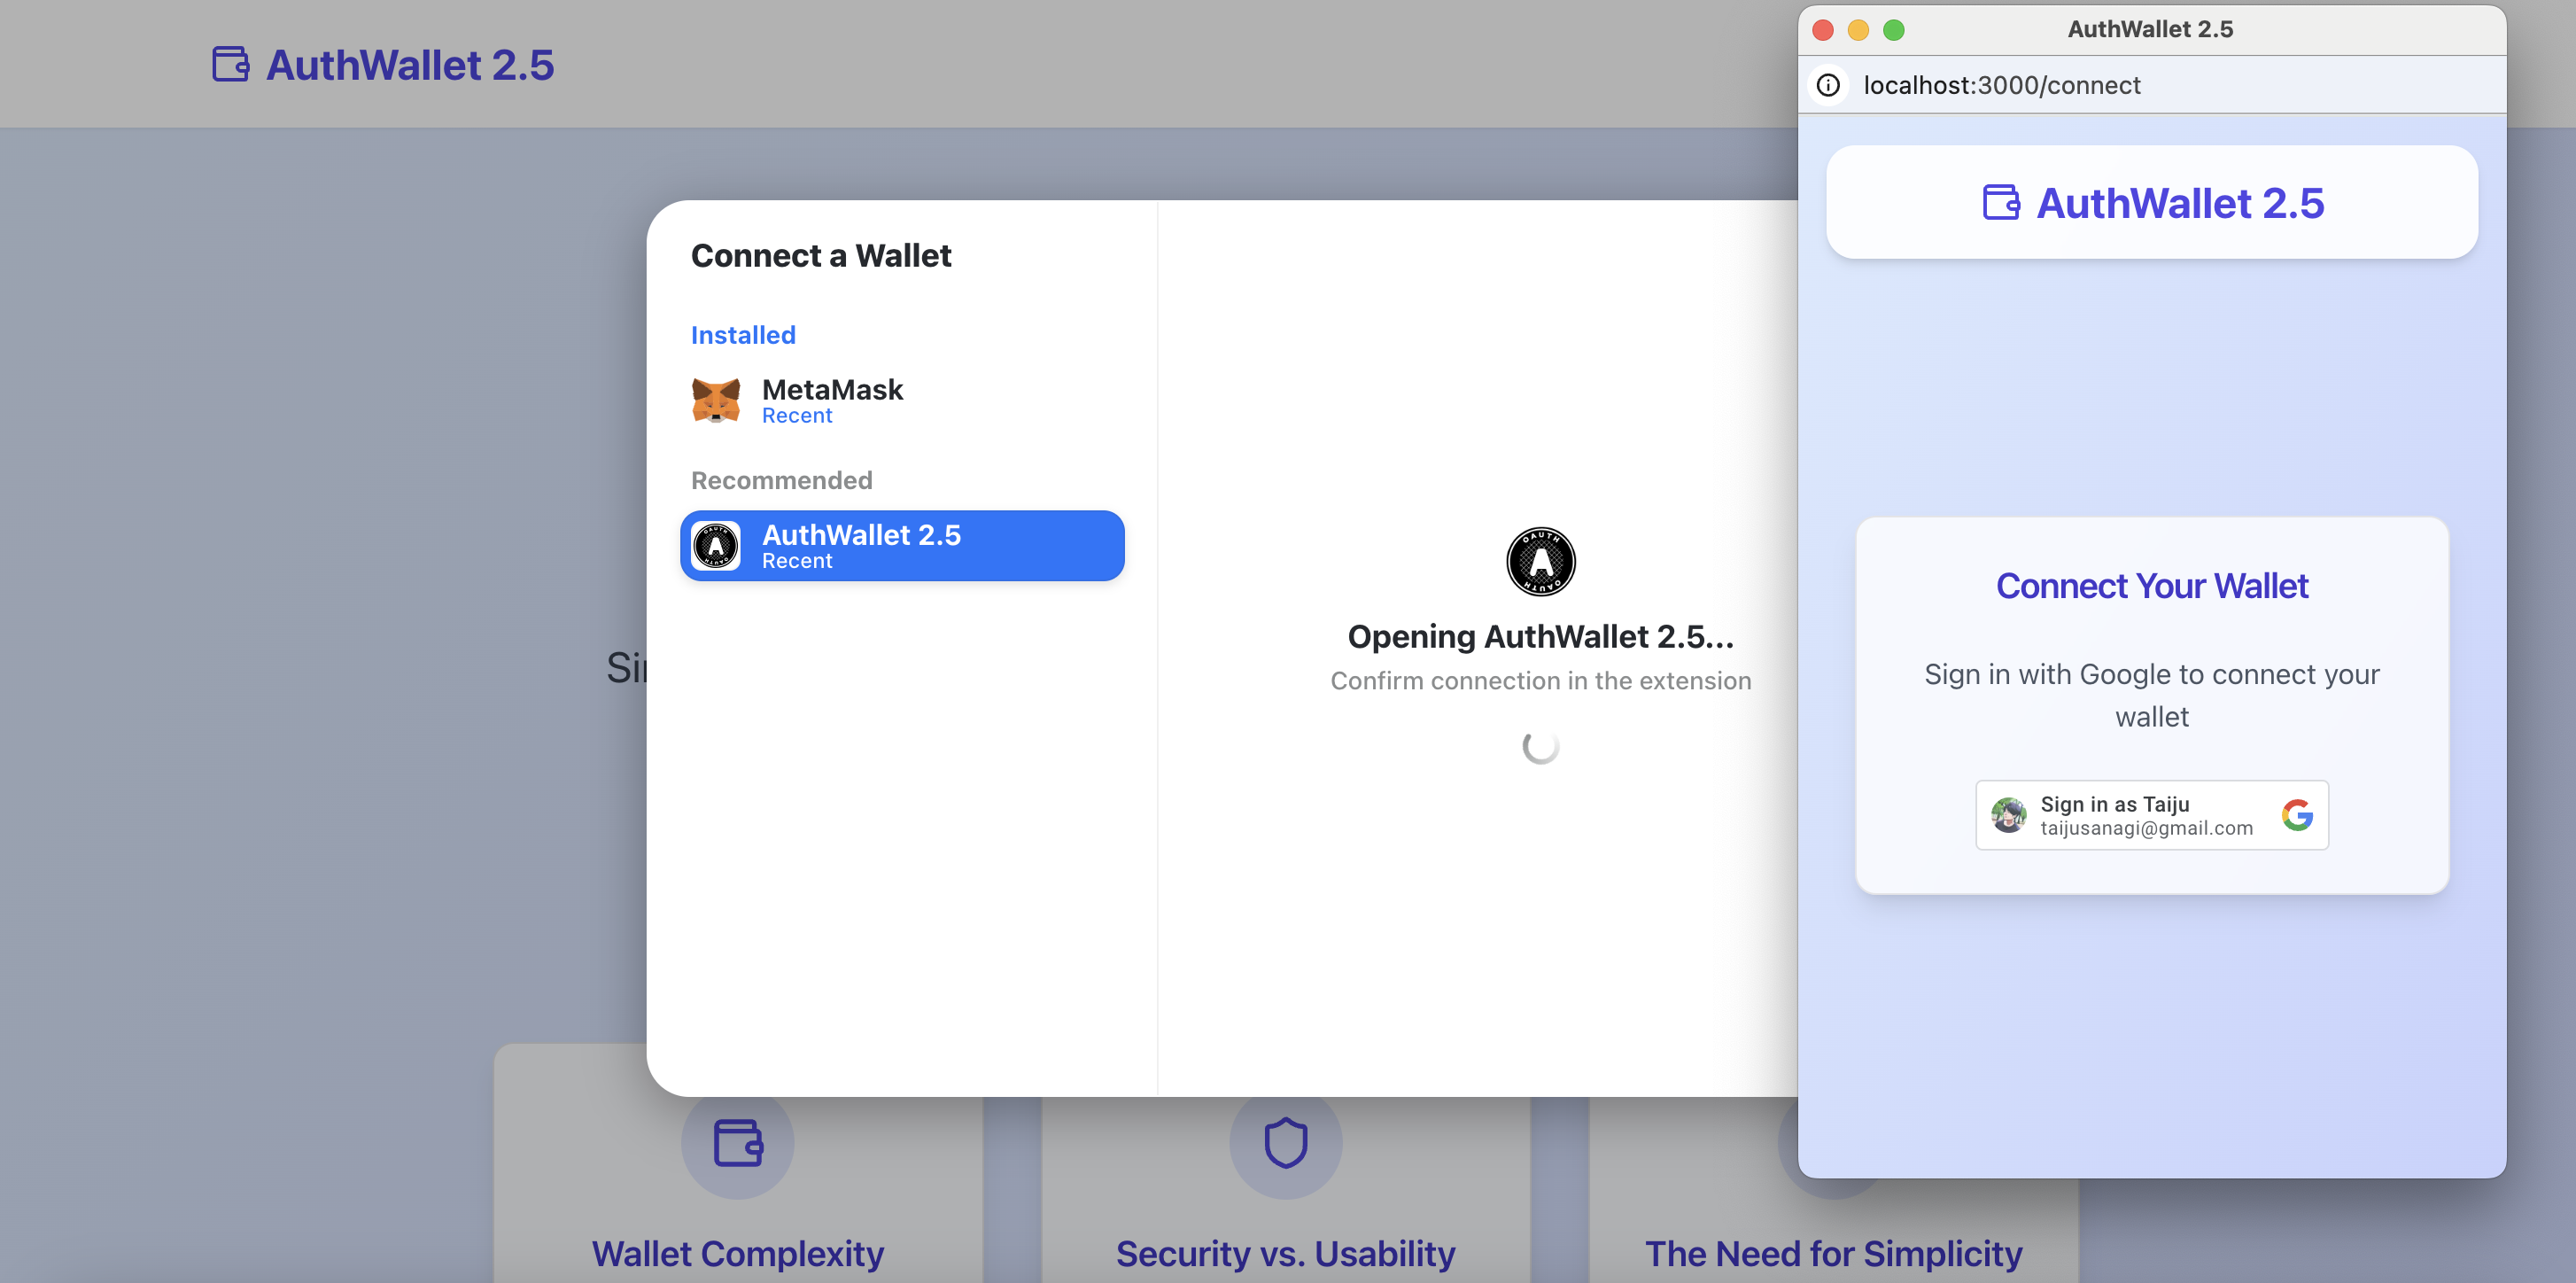 AuthWallet 2.5
Connect a Wallet
Installed
MetaMask
Recent
Recommended
AuthWallet 2.5
Recent
OAUTH
A
OAUTH
Opening AuthWallet 2.5...
Confirm connection in the extension
Wallet Complexity
Security vs. Usability
The Need for Simplicity
AuthWallet 2.5
localhost:3000/connect
AuthWallet 2.5
Connect Your Wallet
Sign in with Google to connect your
wallet
Sign in as Taiju
taijusanagi@gmail.com